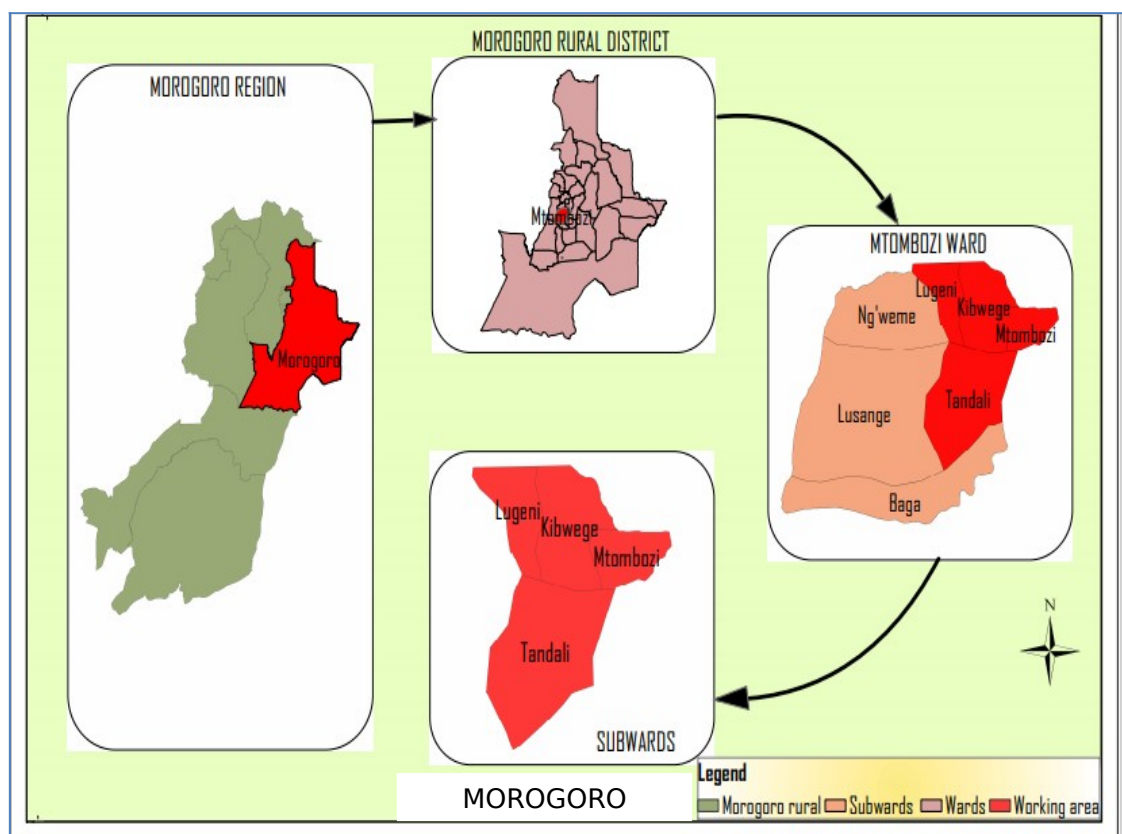 MOROGORO REGION
Morogoro
MOROGORO RURAL DISTRICT
Mtombozi
MTOMBOZI WARD
Lugeni
Ng'weme
Kibwege
Mtombozi
Lusange
Tandali
Baga
Lugeni
Kibwege
Mtombozi
Tandali
SUBWARDS
N
MOROGORO
Legend
Morogoro rural Subwards Wards Working area